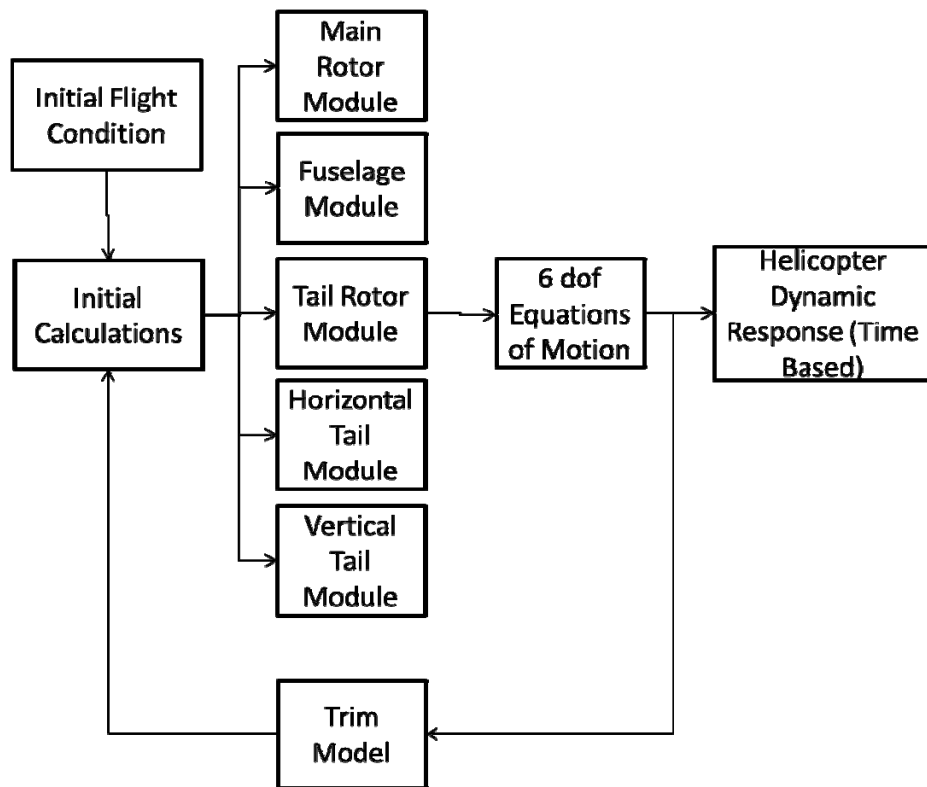 Initial Flight
Condition
Initial
Calculations
Main
Rotor
Module
Fuselage
Module
Tail Rotor
Module
Horizontal
Tail
Module
Vertical
Tail
Module
6 dof
Equations
of Motion
Helicopter
Dynamic
Response (Time
Based)
Trim
Model